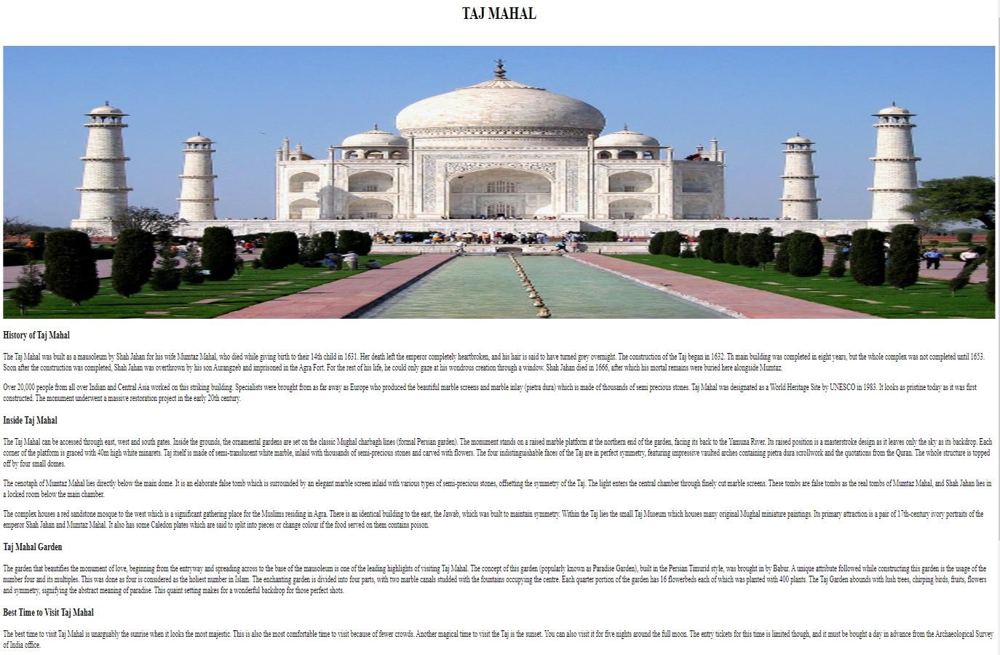 TAJ MAHAL
History of Taj Mahal
The Taj Mahal was built as a mausoleum by Shah Jahan for his wife Mumtaz Mahal, who died while giving birth to their 14th child in 1631. Her death left the emperor completely heartbroken, and his hair is said to have turned grey overnight. The construction of the Taj began in 1632. Th main building was completed in eight years, but the whole complex was not completed until 1653.
Soon after the construction was completed, Shah Jahan was overthrown by his son Aurangzeb and imprisoned in the Agra Fort. For the rest of his life, he could only gaze at his wondrous creation through a window. Shah Jahan died in 1666, after which his mortal remains were buried here alongside Mumtaz.
Over 20,000 people from all over Indian and Central Asia worked on this striking building. Specialists were brought from as far away as Europe who produced the beautiful marble screens and marble inlay (pietra dura) which is made of thousands of semi precious stones. Taj Mahal was designated as a World Heritage Site by UNESCO in 1983. It looks as pristine today as it was first
constructed. The monument underwent a massive restoration project in the early 20th century.
Inside Taj Mahal
The Taj Mahal can be accessed through east, west and south gates. Inside the grounds, the ornamental gardens are set on the classic Mughal charbagh lines (formal Persian garden). The monument stands on a raised marble platform at the northern end of the garden, facing its back to the Yamuna River. Its raised position is a masterstroke design as it leaves only the sky as its backdrop. Each
corner of the platform is graced with 40m high white minarets. Taj itself is made of semi-translucent white marble, inlaid with thousands of semi-precious stones and carved with flowers. The four indistinguishable faces of the Taj are in perfect symmetry, featuring impressive vaulted arches containing pietra dura scrollwork and the quotations from the Quran. The whole structure is topped
off by four small domes.
The cenotaph of Mumtaz Mahal lies directly below the main dome. It is an elaborate false tomb which is surrounded by an elegant marble screen inlaid with various types of semi-precious stones, offsetting the symmetry of the Taj. The light enters the central chamber through finely cut marble screens. These tombs are false tombs as the real tombs of Mumtaz Mahal, and Shah Jahan lies in
a locked room below the main chamber.
The complex houses a red sandstone mosque to the west which is a significant gathering place for the Muslims residing in Agra. There is an identical building to the east, the Jawab, which was built to maintain symmetry. Within the Taj lies the small Taj Museum which houses many original Mughal miniature paintings. Its primary attraction is a pair of 17th-century ivory portraits of the
emperor Shah Jahan and Mumtaz Mahal. It also has some Caledon plates which are said to split into pieces or change colour if the food served on them contains poison.
Taj Mahal Garden
The garden that beautifies the monument of love, beginning from the entryway and spreading across to the base of the mausoleum is one of the leading highlights of visiting Taj Mahal. The concept of this garden (popularly known as Paradise Garden), built in the Persian Timurid style, was brought in by Babur. A unique attribute followed while constructing this garden is the usage of the
number four and its multiples. This was done as four is considered as the holiest number in Islam. The enchanting garden is divided into four parts, with two marble canals studded with the fountains occupying the centre. Each quarter portion of the garden has 16 flowerbeds each of which was planted with 400 plants. The Taj Garden abounds with lush trees, chirping birds, fruits, flowers
and symmetry, signifying the abstract meaning of paradise. This quaint setting makes for a wonderful backdrop for those perfect shots.
Best Time to Visit Taj Mahal
The best time to visit Taj Mahal is unarguably the sunrise when it looks the most majestic. This is also the most comfortable time to visit because of fewer crowds. Another magical time to visit the Taj is the sunset. You can also visit it for five nights around the full moon. The entry tickets for this time is limited though, and it must be bought a day in advance from the Archaeological Survey
of India office.